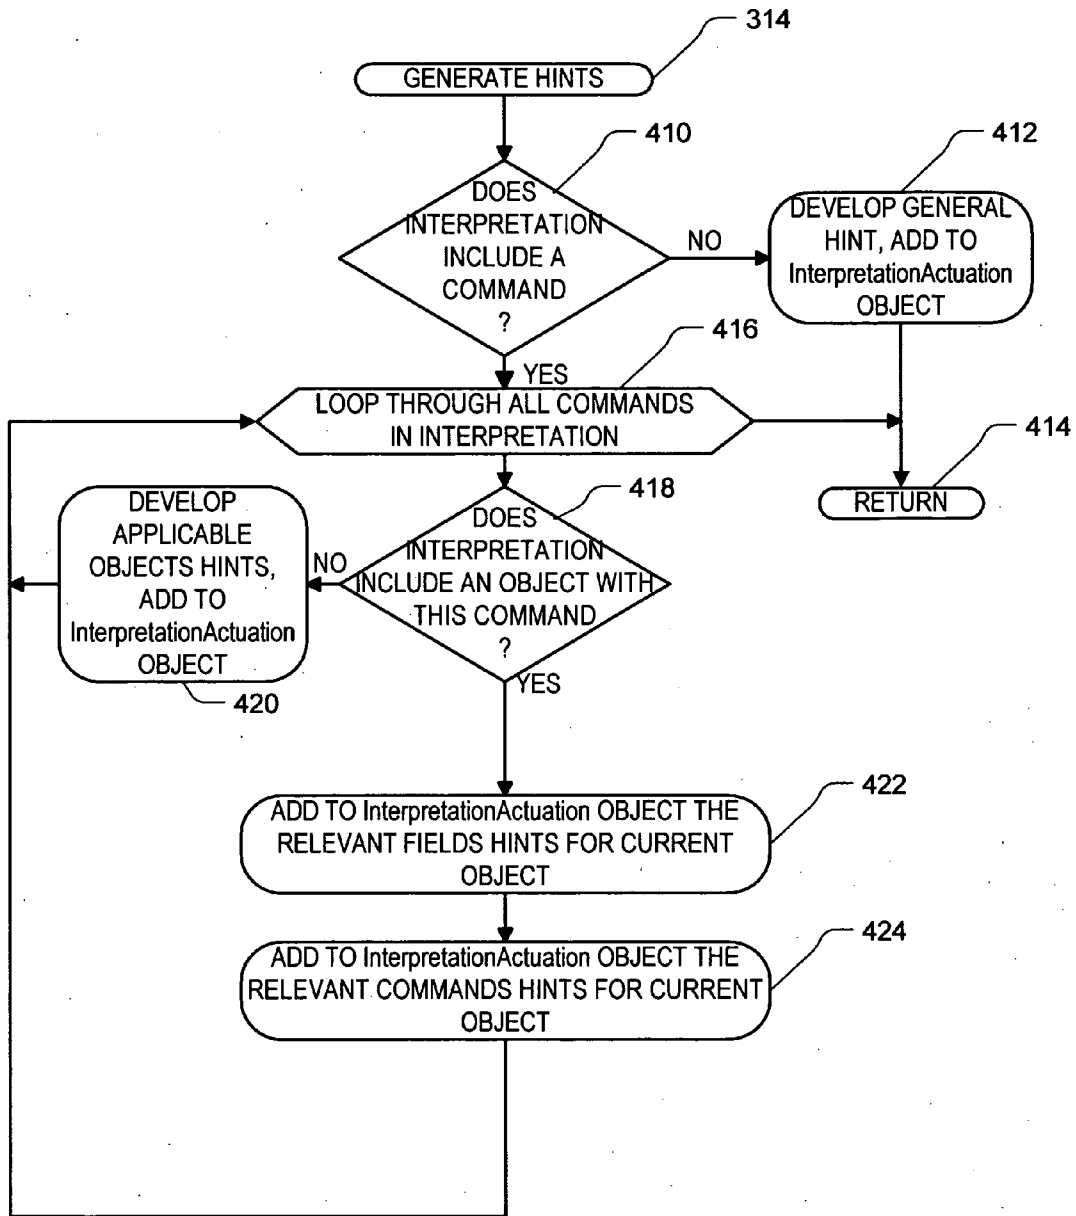 314
GENERATE HINTS
410
412
DOES
INTERPRETATION
INCLUDE A
COMMAND
?
NO
DEVELOP GENERAL
HINT, ADD TO
InterpretationActuation
OBJECT
YES
416
LOOP THROUGH ALL COMMANDS
IN INTERPRETATION
414
RETURN
418
DOES
INTERPRETATION
INCLUDE AN OBJECT WITH
THIS COMMAND
?
NO
DEVELOP
APPLICABLE
OBJECTS HINTS,
ADD TO
InterpretationActuation
OBJECT
420
YES
422
ADD TO InterpretationActuation OBJECT THE
RELEVANT FIELDS HINTS FOR CURRENT
OBJECT
424
ADD TO InterpretationActuation OBJECT THE
RELEVANT COMMANDS HINTS FOR CURRENT
OBJECT